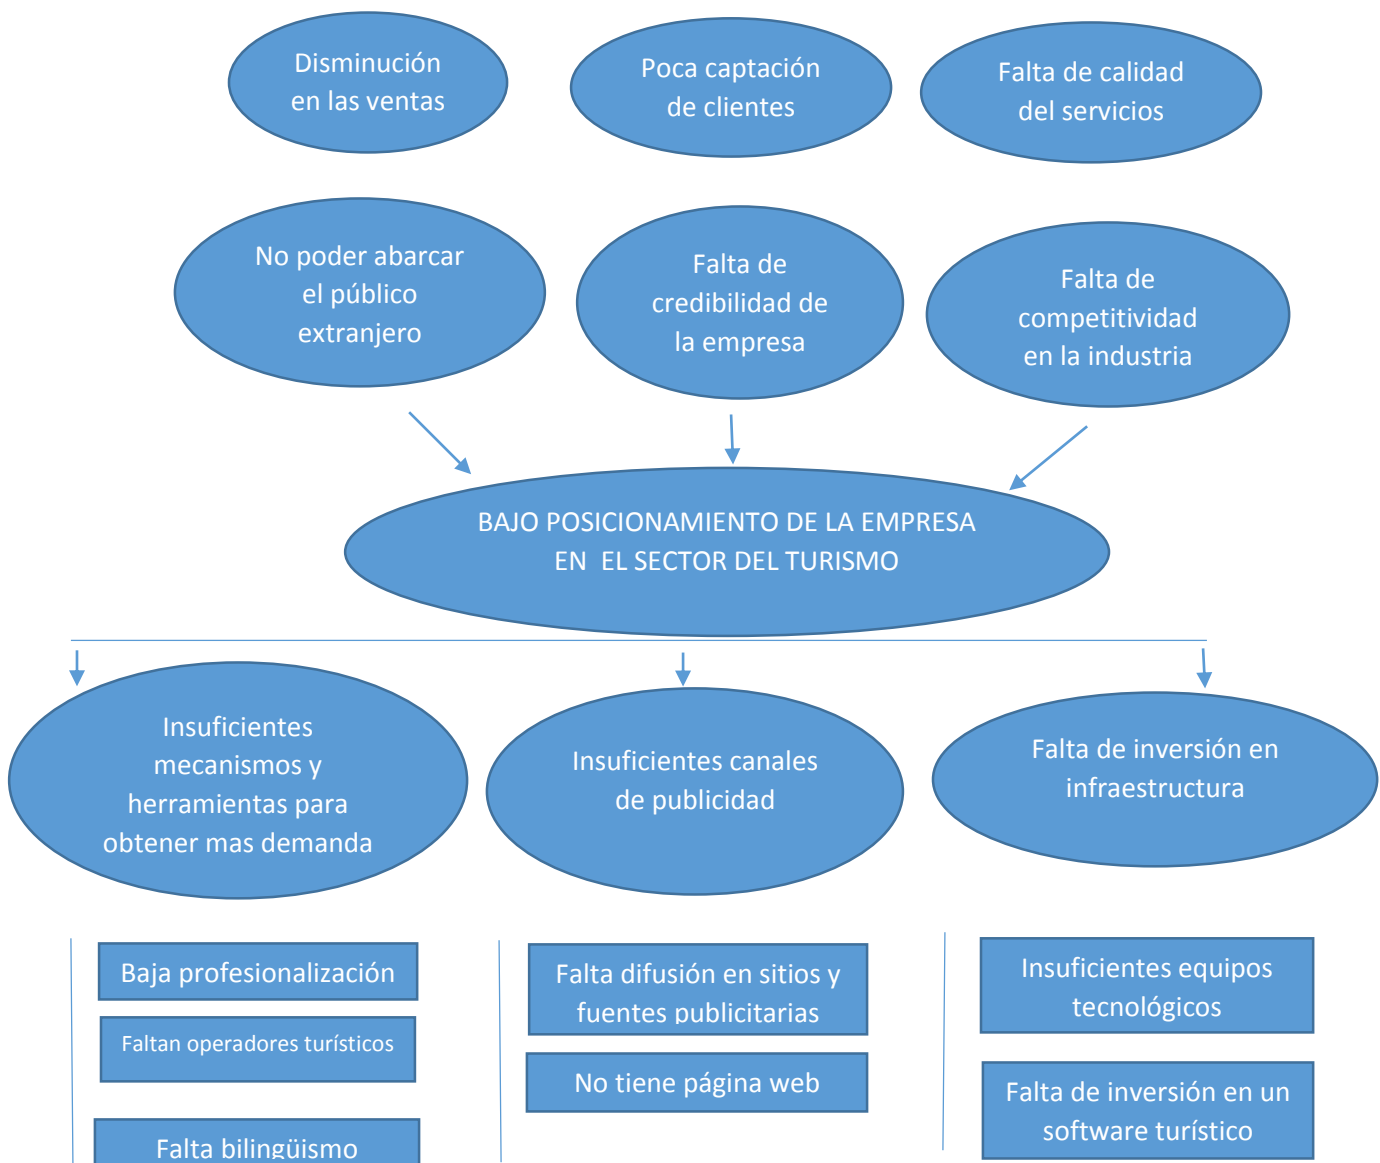 Disminución
en las ventas
Poca captación
de clientes
Falta de calidad
del servicios
No poder abarcar
el público
extranjero
Falta de
credibilidad de
la empresa
Falta de
competitividad
en la industria
BAJO POSICIONAMIENTO DE LA EMPRESA
EN EL SECTOR DEL TURISMO
Insuficientes
mecanismos y
herramientas para
obtener mas demanda
Insuficientes canales
de publicidad
Falta de inversión en
infraestructura
Baja profesionalización
Faltan operadores turísticos
Falta bilingüismo
Falta difusión en sitios y
fuentes publicitarias
No tiene página web
Insuficientes equipos
tecnológicos
Falta de inversión en un
software turístico